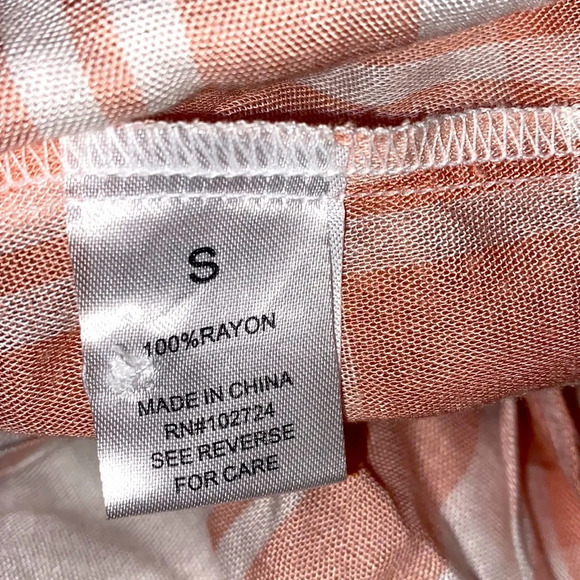 S
100%RAYON
MADE IN CHINA
RN#102724
SEE REVERSE
FOR CARE